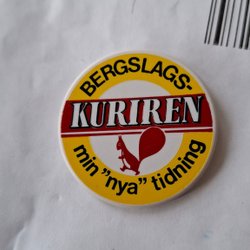 BERGSLAGS-
KURIREN
min "nya" tidning